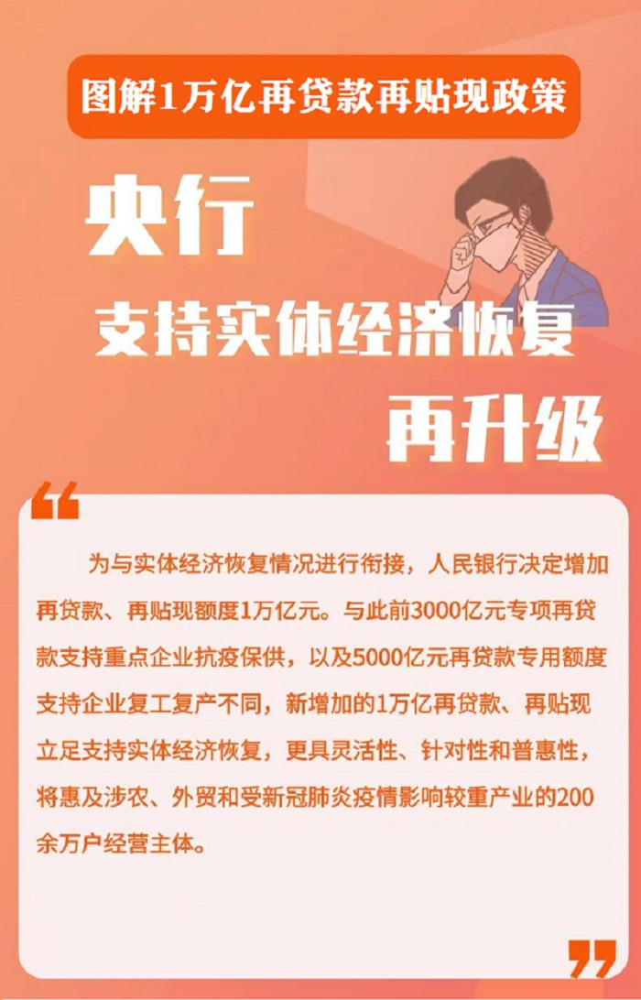 图解1万亿再贷款再贴现政策
央行
支持实体经济恢复
再升级
为与实体经济恢复情况进行衔接，人民银行决定增加
再贷款、再贴现额度1万亿元。与此前3000亿元专项再贷
款支持重点企业抗疫保供，以及5000亿元再贷款专用额度
支持企业复工复产不同，新增加的1万亿再贷款、再贴现
立足支持实体经济恢复，更具灵活性、针对性和普惠性，
将惠及涉农、外贸和受新冠肺炎疫情影响较重产业的200
余万户经营主体。